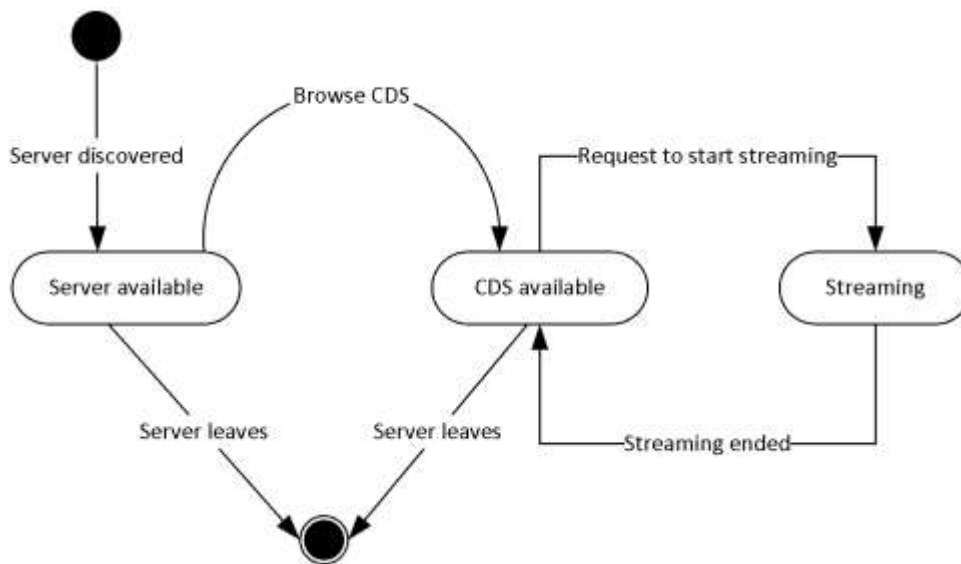 Browse CDS
Server discovered
Request to start streaming
Server available
CDS available
Streaming
Server leaves
Server leaves
Streaming ended